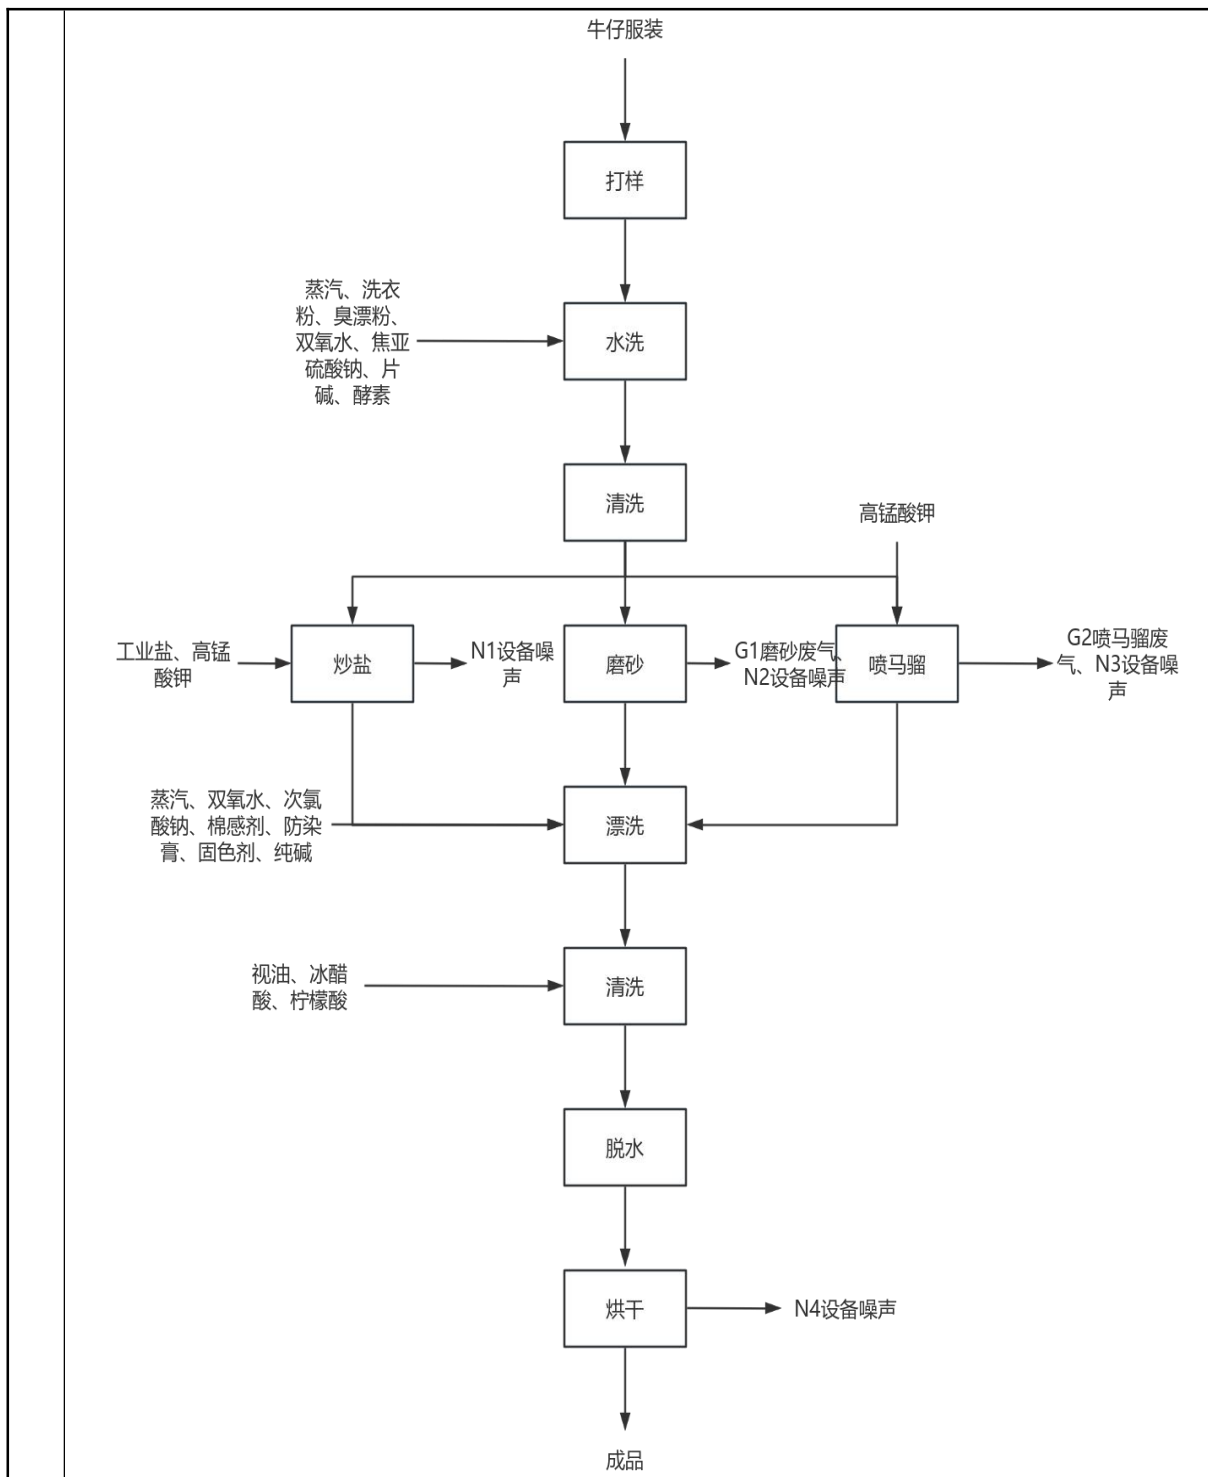 牛仔服装
打样
蒸汽、洗衣
粉、臭漂粉、
双氧水、焦亚
硫酸钠、片
碱、酵素
水洗
清洗
高锰酸钾
工业盐、高锰
酸钾
炒盐
N1设备噪
声
磨砂
G1磨砂废气、
N2设备噪声
喷马骝
G2喷马骝废
气、N3设备噪
声
蒸汽、双氧水、次氯
酸钠、棉感剂、防染
膏、固色剂、纯碱
漂洗
视油、冰醋
酸、柠檬酸
清洗
脱水
烘干
N4设备噪声
成品